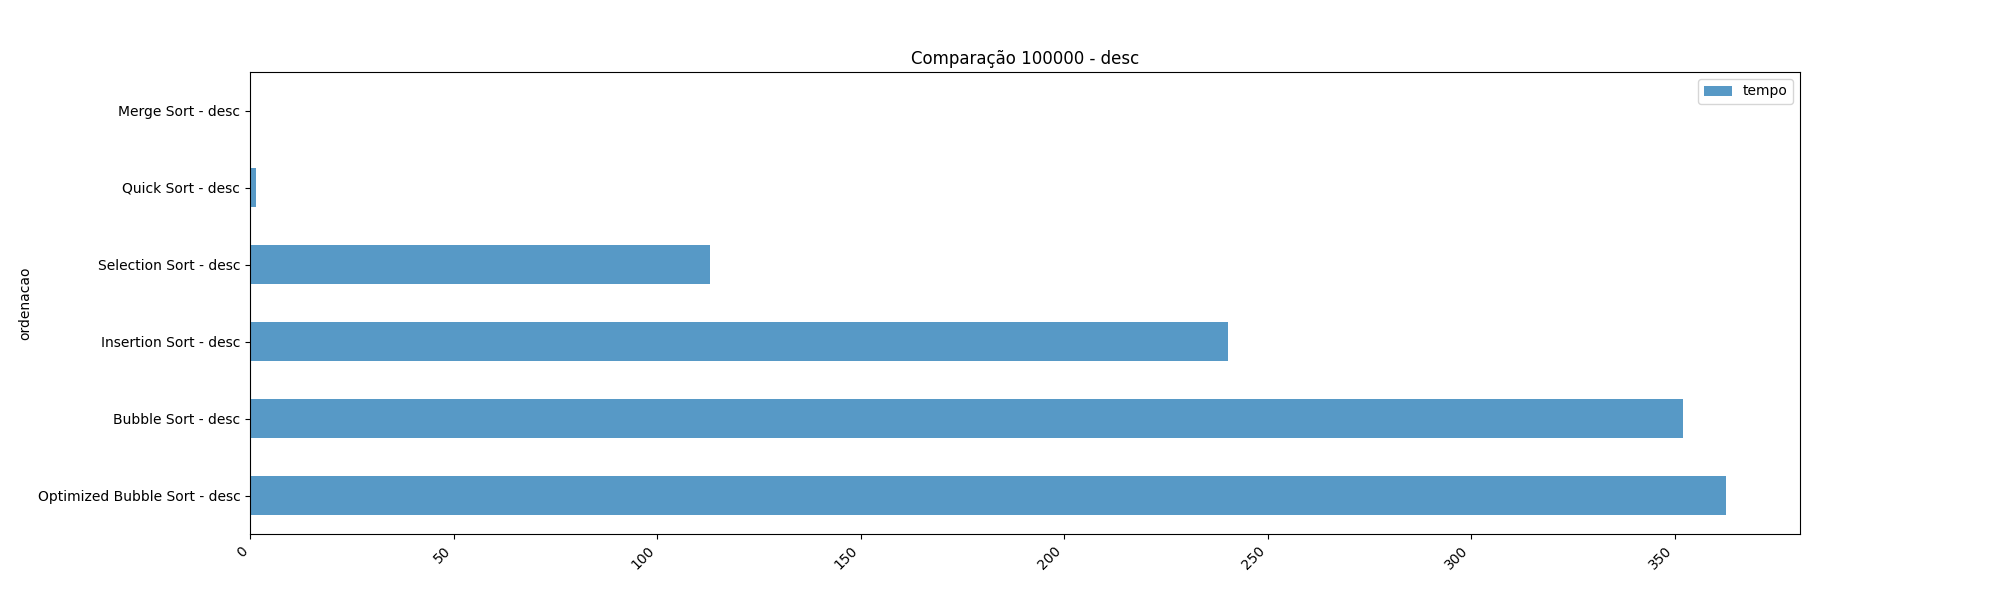 Comparação 100000 - desc
tempo
ordenacao
Merge Sort - desc
Quick Sort - desc
Selection Sort - desc
Insertion Sort - desc
Bubble Sort - desc
Optimized Bubble Sort - desc
0
50
100
150
200
250
300
350